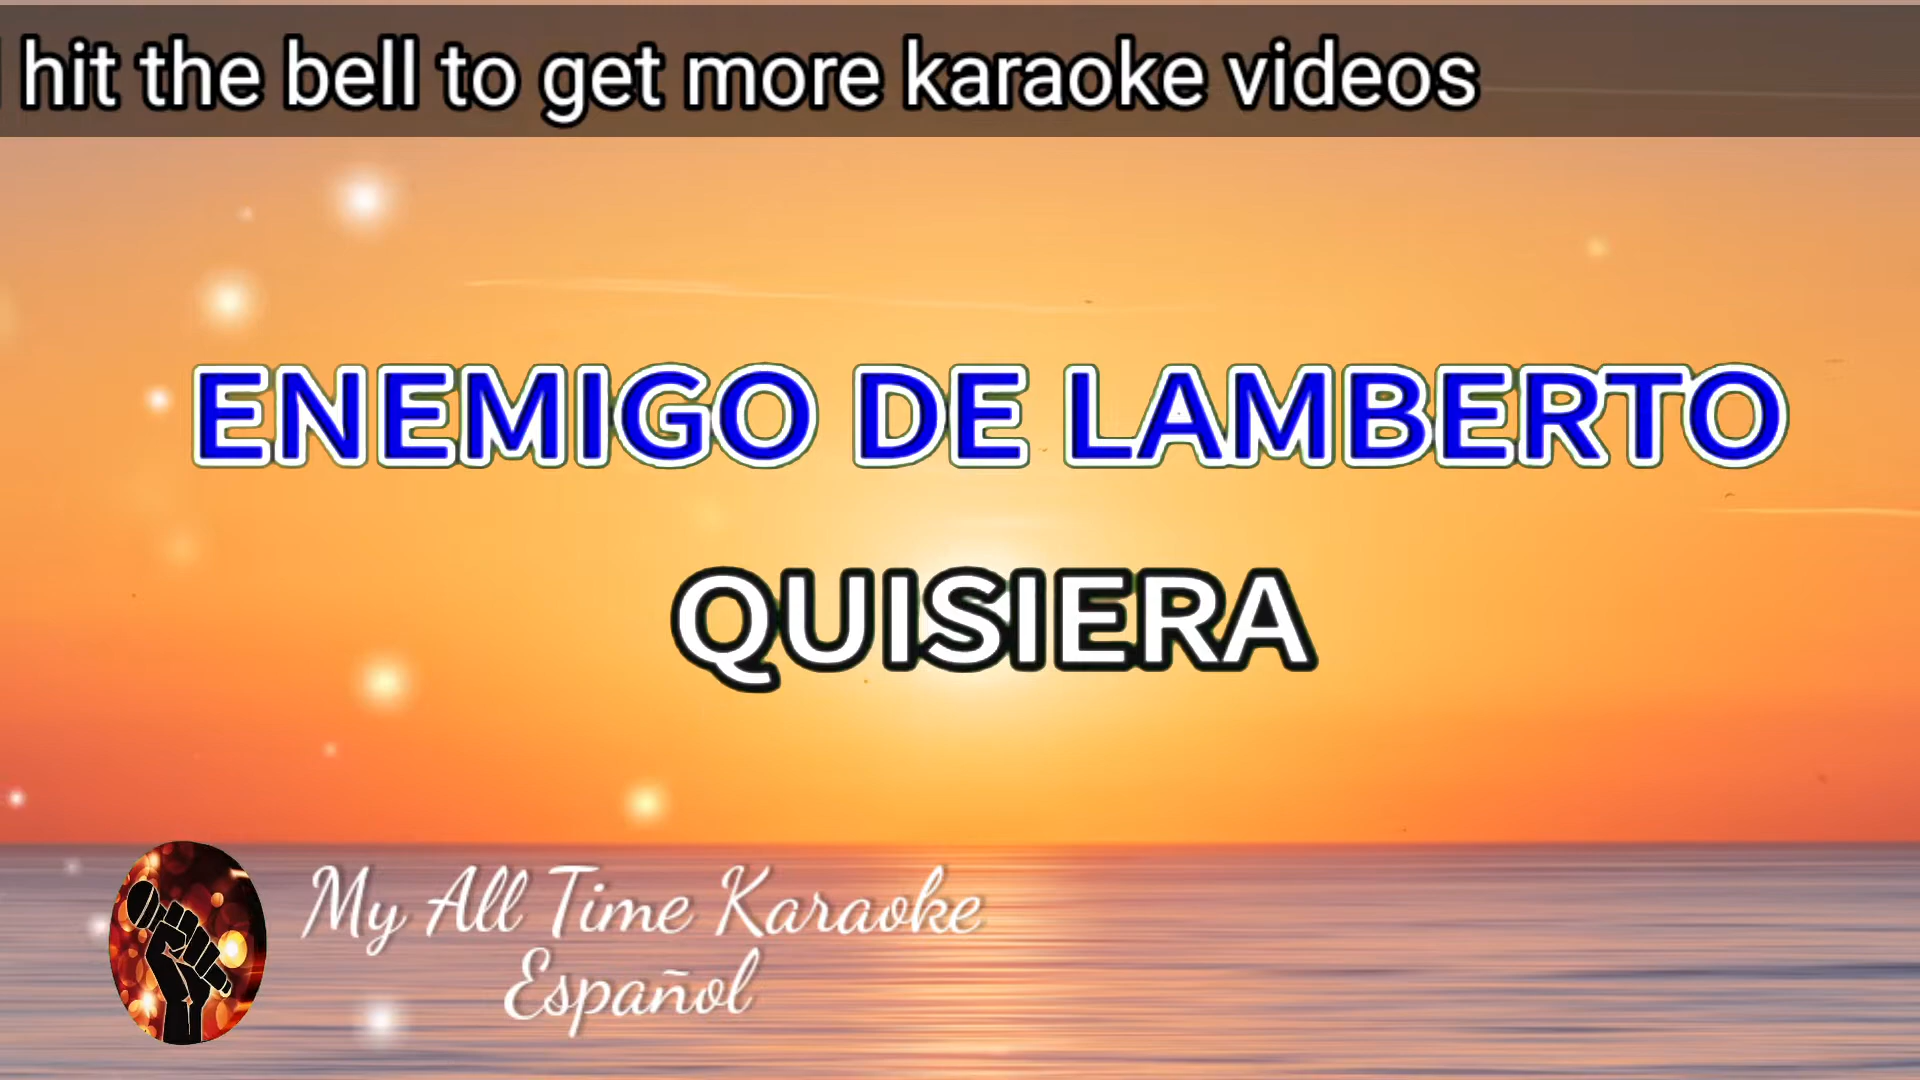 hit the bell to get more karaoke videos
ENEMIGO DE LAMBERTO
QUISIERA
My All Time Karaoke
Español